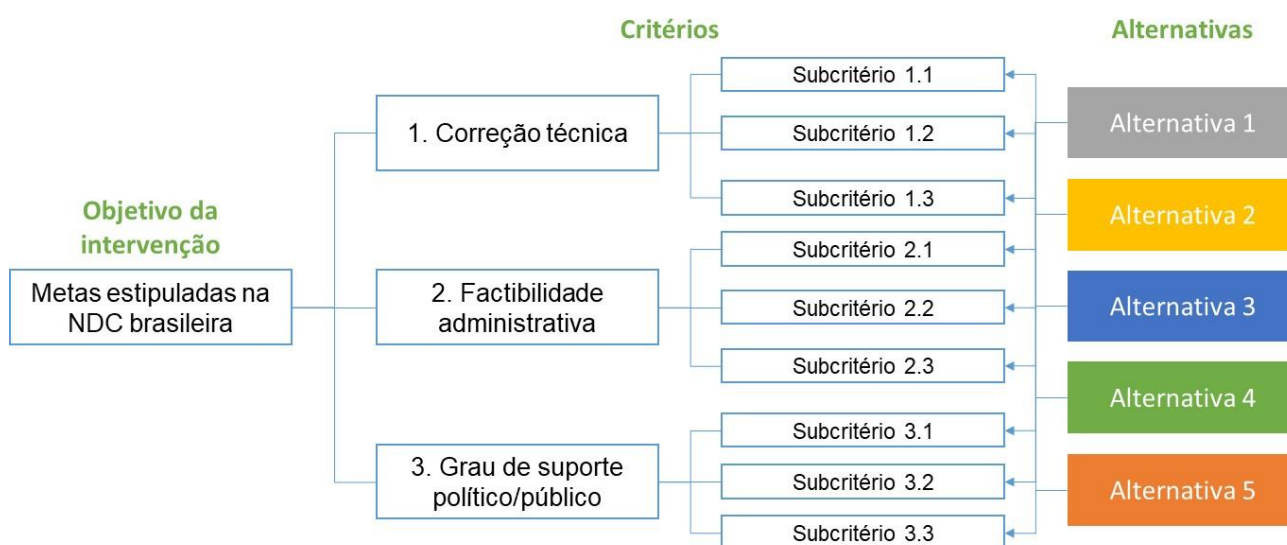 Critérios
Alternativas
Objetivo da
intervenção
Metas estipuladas na
NDC brasileira
1. Correção técnica
2. Factibilidade
administrativa
3. Grau de suporte
político/público
Subcritério 1.1
Subcritério 1.2
Subcritério 1.3
Subcritério 2.1
Subcritério 2.2
Subcritério 2.3
Subcritério 3.1
Subcritério 3.2
Subcritério 3.3
Alternativa 1
Alternativa 2
Alternativa 3
Alternativa 4
Alternativa 5